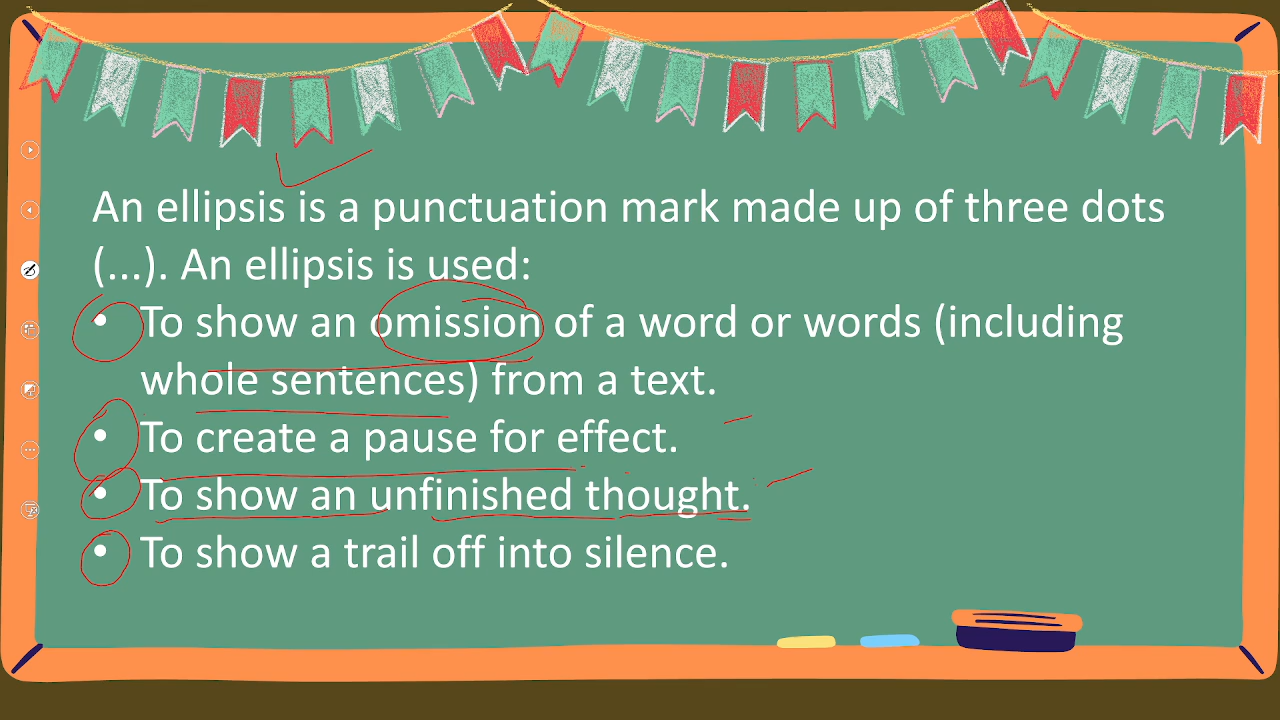 An ellipsis is a punctuation mark made up of three dots
(...). An ellipsis is used:
• To show an omission of a word or words (including
whole sentences) from a text.
• To create a pause for effect.
• To show an unfinished thought.
• To show a trail off into silence.